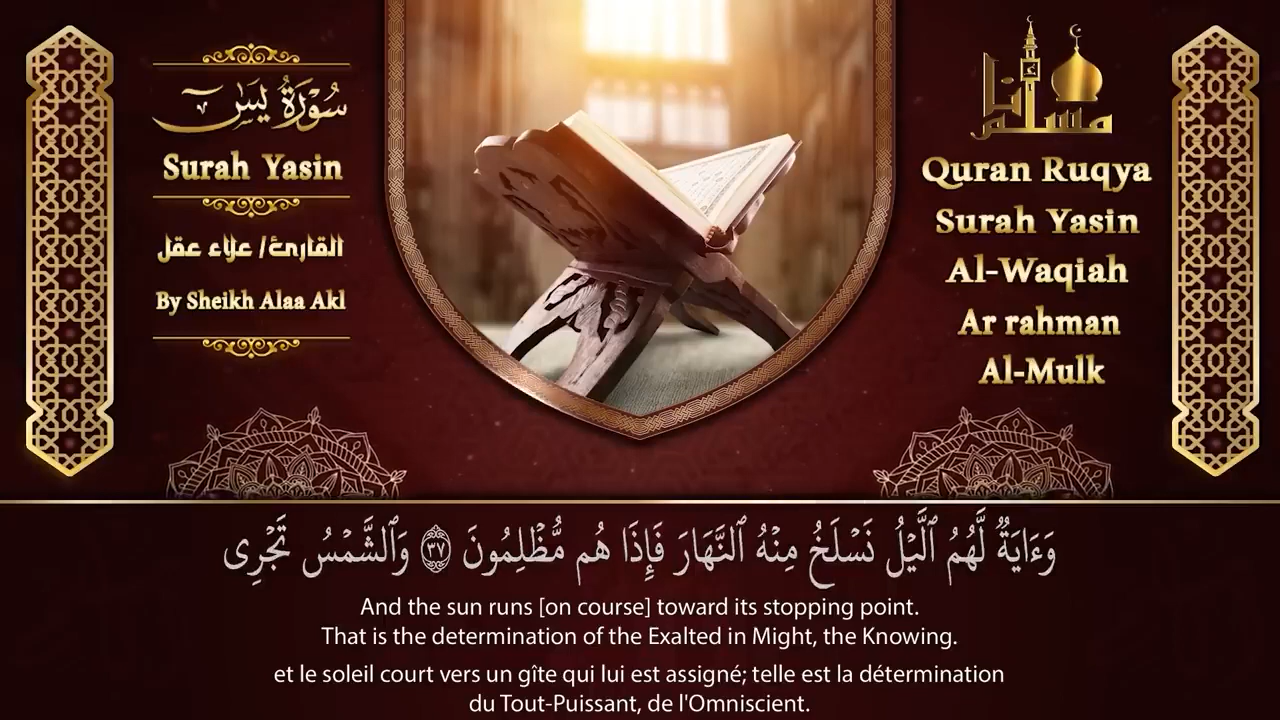 سُورَةُ يسٓ
Surah Yasin
القارئ/ علاء عقل
By Sheikh Alaa Akl
أنا مسلم
Quran Ruqya
Surah Yasin
Al-Waqiah
Ar rahman
Al-Mulk
وَءَايَةٌ لَّهُمُ ٱلَّيْلُ نَسْلَخُ مِنْهُ ٱلنَّهَارَ فَإِذَا هُم مُّظْلِمُونَ ٣٧ وَٱلشَّمْسُ تَجْرِى
And the sun runs [on course] toward its stopping point.
That is the determination of the Exalted in Might, the Knowing.
et le soleil court vers un gîte qui lui est assigné; telle est la détermination
du Tout-Puissant, de l'Omniscient.